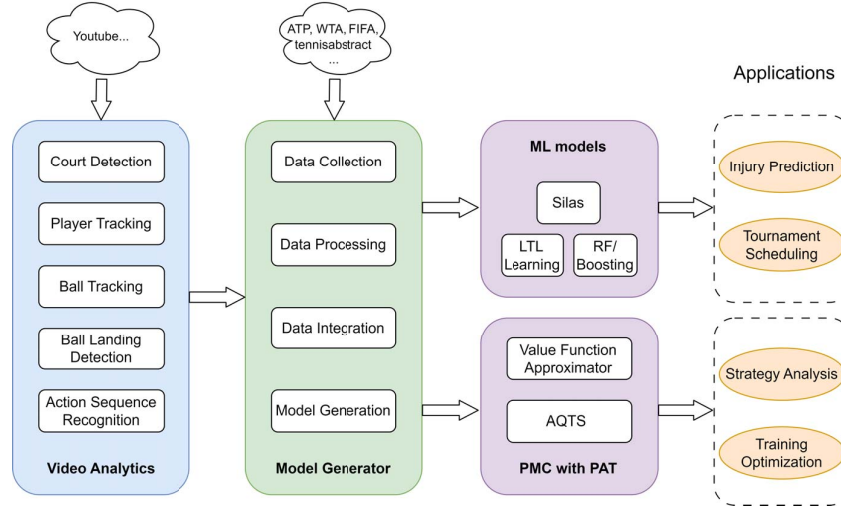 Youtube...
ATP, WTA, FIFA,
tennisabstract
...
Applications
Court Detection
Player Tracking
Ball Tracking
Ball Landing
Detection
Action Sequence
Recognition
Video Analytics
Data Collection
Data Processing
Data Integration
Model Generation
Model Generator
ML models
Silas
LTL
Learning
RF/
Boosting
Value Function
Approximator
AQTS
PMC with PAT
Injury Prediction
Tournament
Scheduling
Strategy Analysis
Training
Optimization